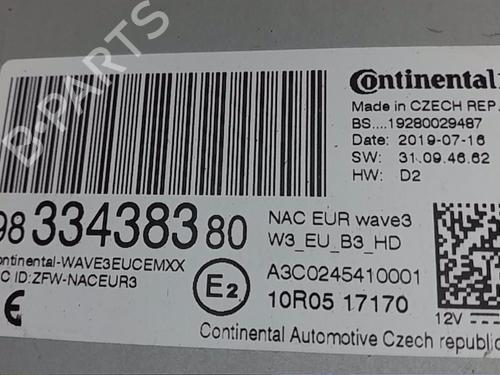 B-PARTS
Continental
Made in CZECH REP.
BS....19280029487
Date: 2019-07-16
SW: 31.09.46.62
HW: D2
98 334383 80
NAC EUR wave3
W3_EU_B3_HD
ontinental-WAVE3EUCEMXX
C ID:ZFW-NACEUR3
A3C0245410001
E2
10R05 17170
CE
12V
Continental Automotive Czech republic